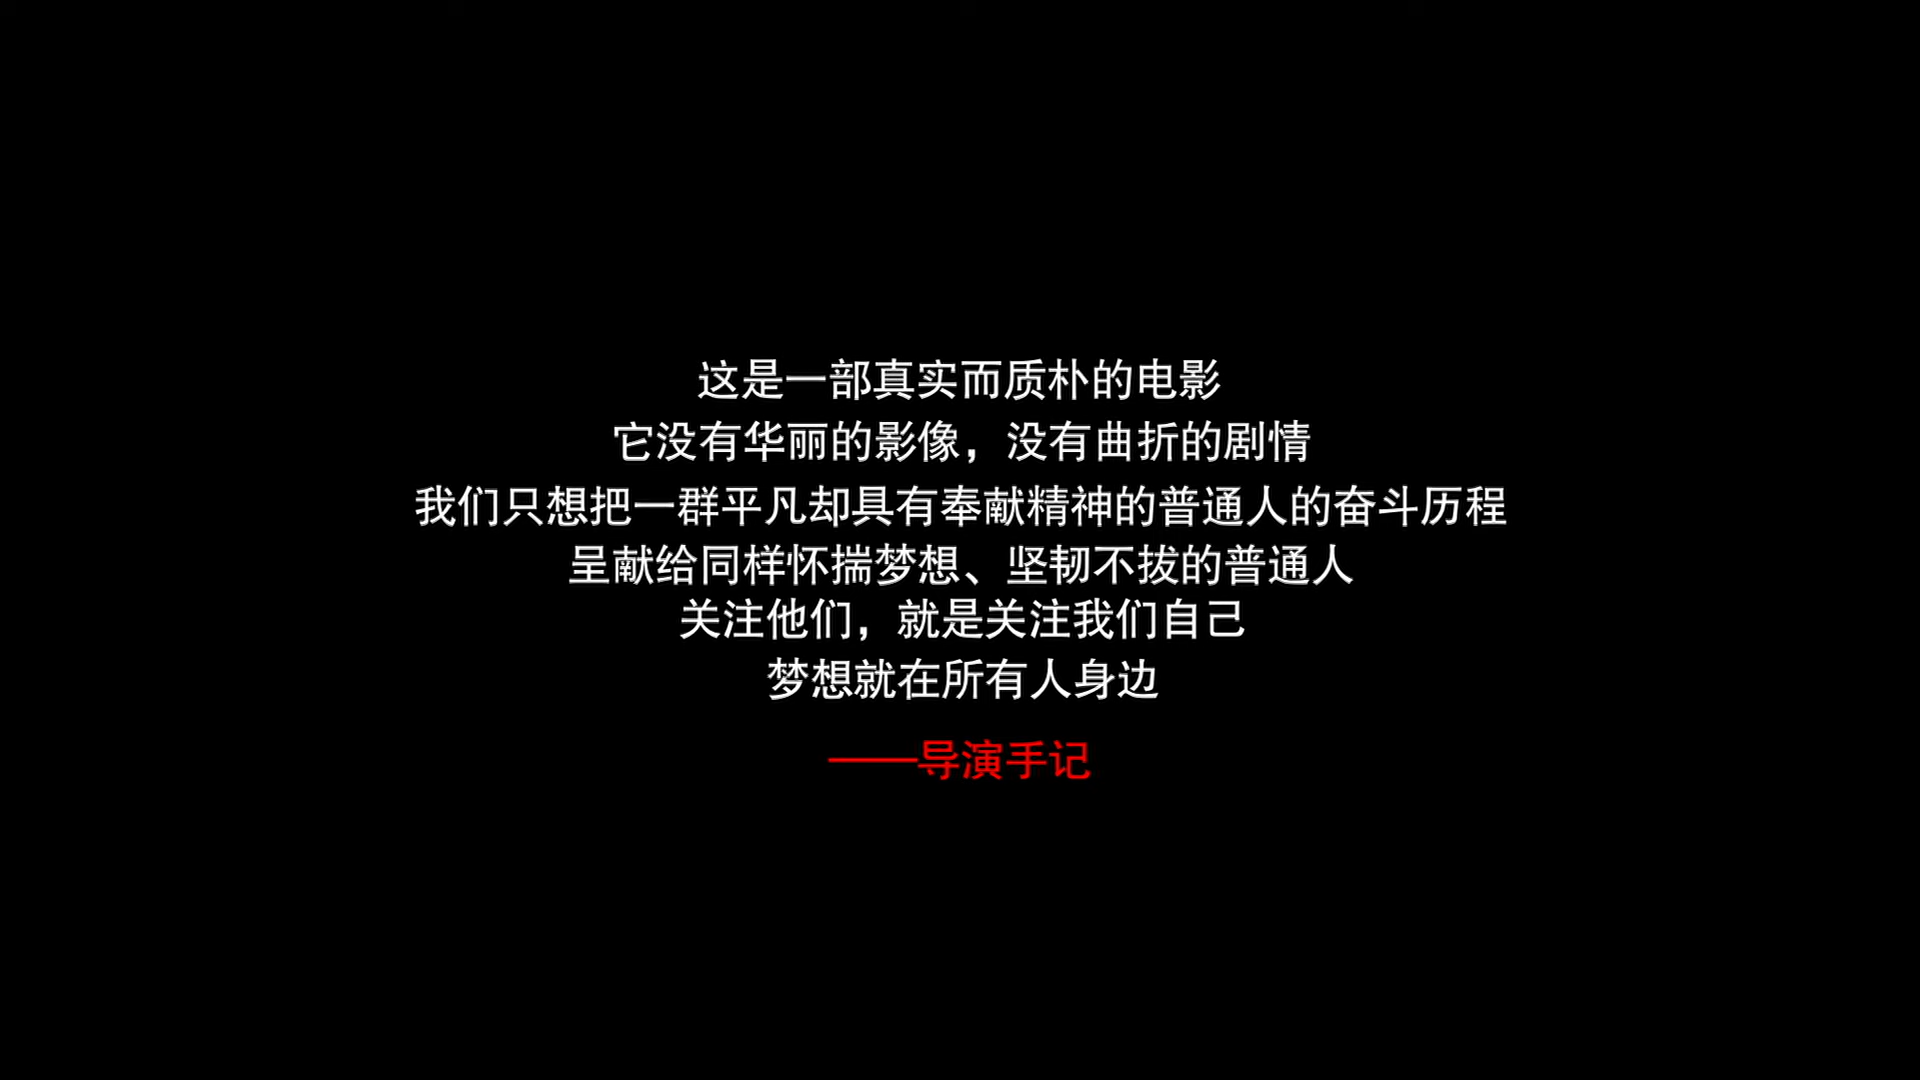 这是一部真实而质朴的电影
它没有华丽的影像，没有曲折的剧情
我们只想把一群平凡却具有奉献精神的普通人的奋斗历程
呈献给同样怀揣梦想、坚韧不拔的普通人
关注他们，就是关注我们自己
梦想就在所有人身边
——导演手记